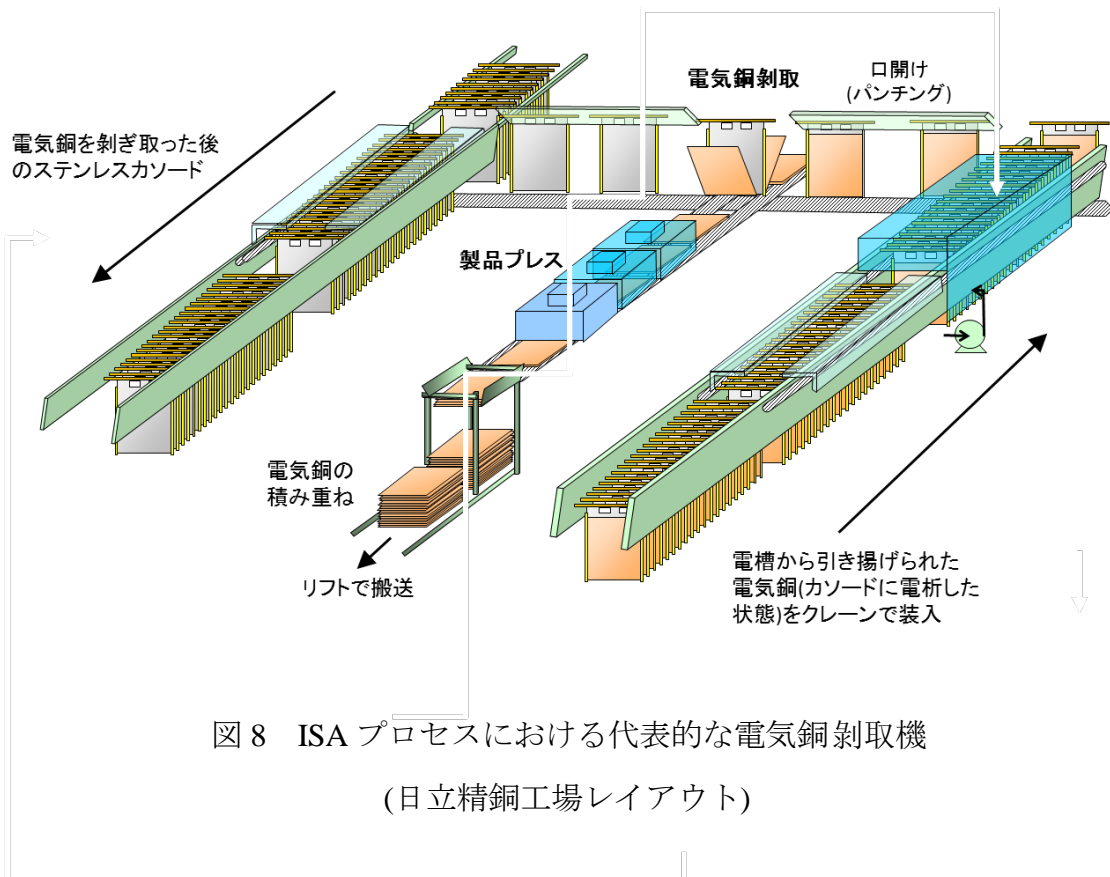 電気銅剥取
口開け
(パンチング)
電気銅を剥ぎ取った後
のステンレスカソード
製品プレス
電気銅の
積み重ね
リフトで搬送
電槽から引き揚げられた
電気銅(カソードに電析した
状態)をクレーンで装入
図 8　ISA プロセスにおける代表的な電気銅剥取機
(日立精銅工場レイアウト)